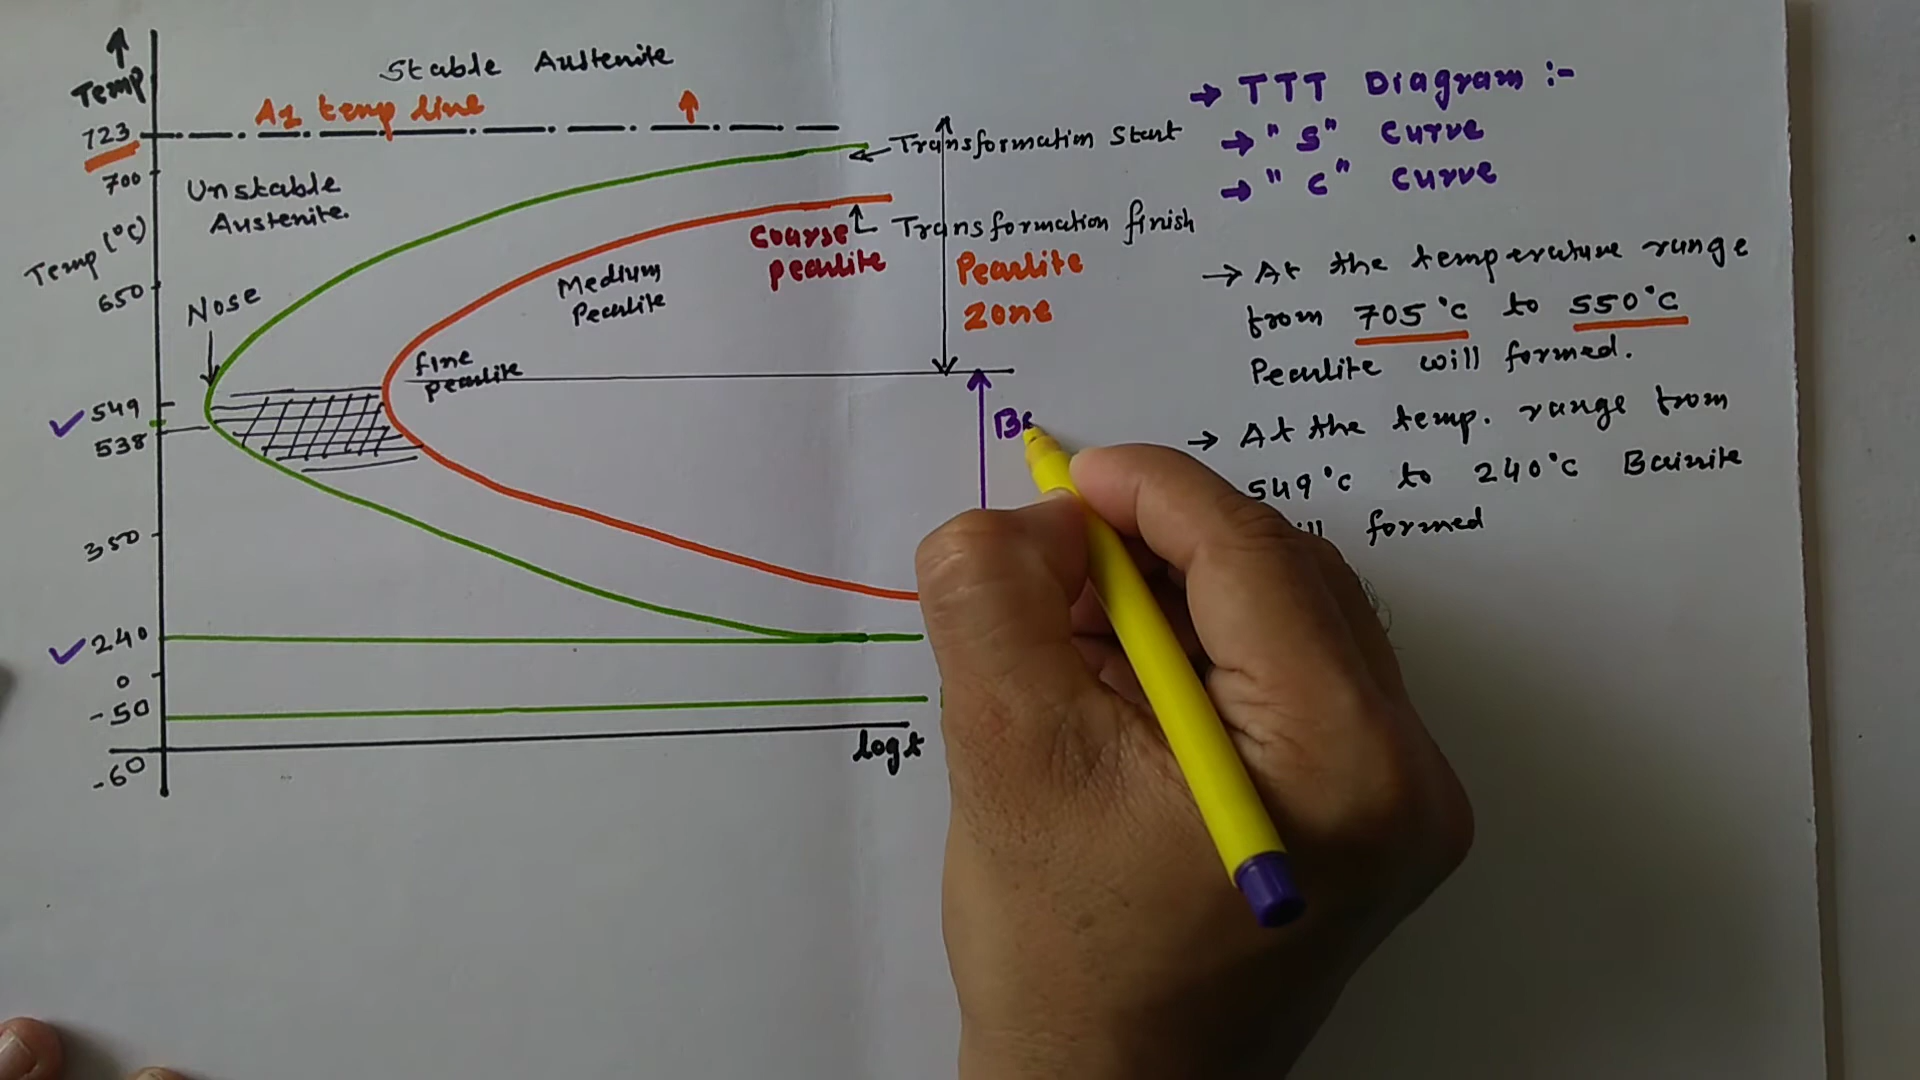 Temp
Stable Austenite
A1 temp line
723
700
Temp (°C)
650
549
538
350
240
0
-50
-60
Unstable
Austenite.
Nose
Transformation Start
Transformation finish
Coarse
Pearlite
Medium
Pearlite
fine
pearlite
Pearlite
Zone
log t
→ TTT Diagram :-
→ "S" Curve
→ "C" Curve
→ At the temperature range
from 705°C to 550°C
Pearlite will formed.
→ At the temp. range from
549°C to 240°C Bainite
formed